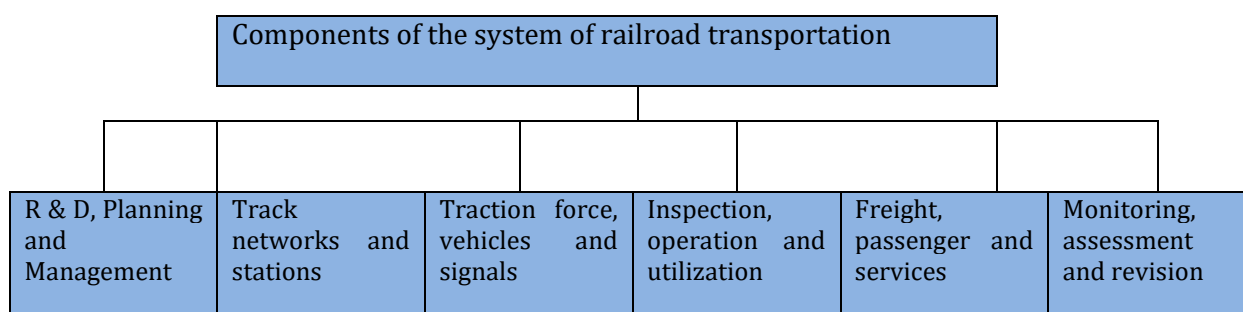 Components of the system of railroad transportation
R & D, Planning
and
Management
Track
networks and
stations
Traction force,
vehicles and
signals
Inspection,
operation and
utilization
Freight,
passenger and
services
Monitoring,
assessment
and revision